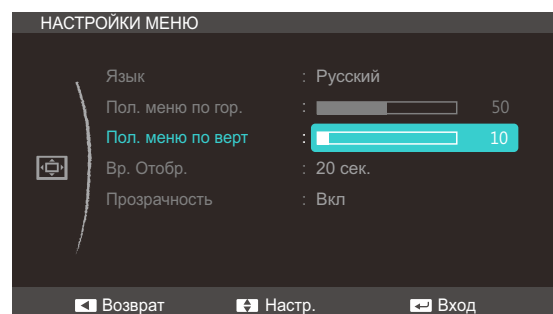 НАСТРОЙКИ МЕНЮ
Язык : Русский
Пол. меню по гор. : 50
Пол. меню по верт : 10
Вр. Отобр. : 20 сек.
Прозрачность : Вкл
Возврат Настр. Вход